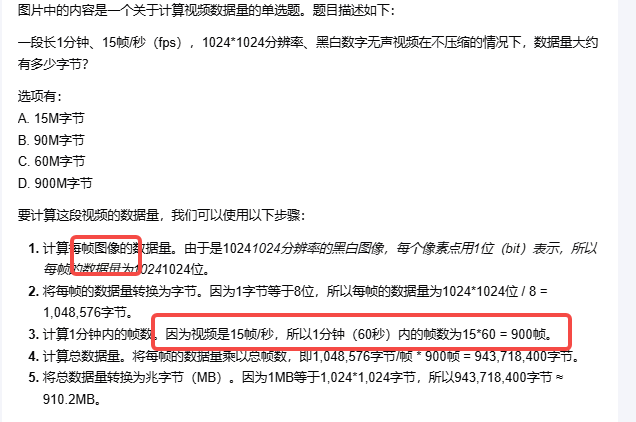 图片中的内容是一个关于计算视频数据量的单选题。题目描述如下：
一段长1分钟、15帧/秒（fps），1024*1024分辨率、黑白数字无声视频在不压缩的情况下，数据量大约
有多少字节？
选项有：
A. 15M字节
B. 90M字节
C. 60M字节
D. 900M字节
要计算这段视频的数据量，我们可以使用以下步骤：
1. 计算每帧图像的数据量。由于是10241024分辨率的黑白图像，每个像素点用1位（bit）表示，所以
每帧的数据量为10241024位。
2. 将每帧的数据量转换为字节。因为1字节等于8位，所以每帧的数据量为1024*1024位 / 8 =
1,048,576字节。
3. 计算1分钟内的帧数。因为视频是15帧/秒，所以1分钟（60秒）内的帧数为15*60 = 900帧。
4. 计算总数据量。将每帧的数据量乘以总帧数，即1,048,576字节/帧 * 900帧 = 943,718,400字节。
5. 将总数据量转换为兆字节（MB）。因为1MB等于1,024*1,024字节，所以943,718,400字节 ≈
910.2MB。